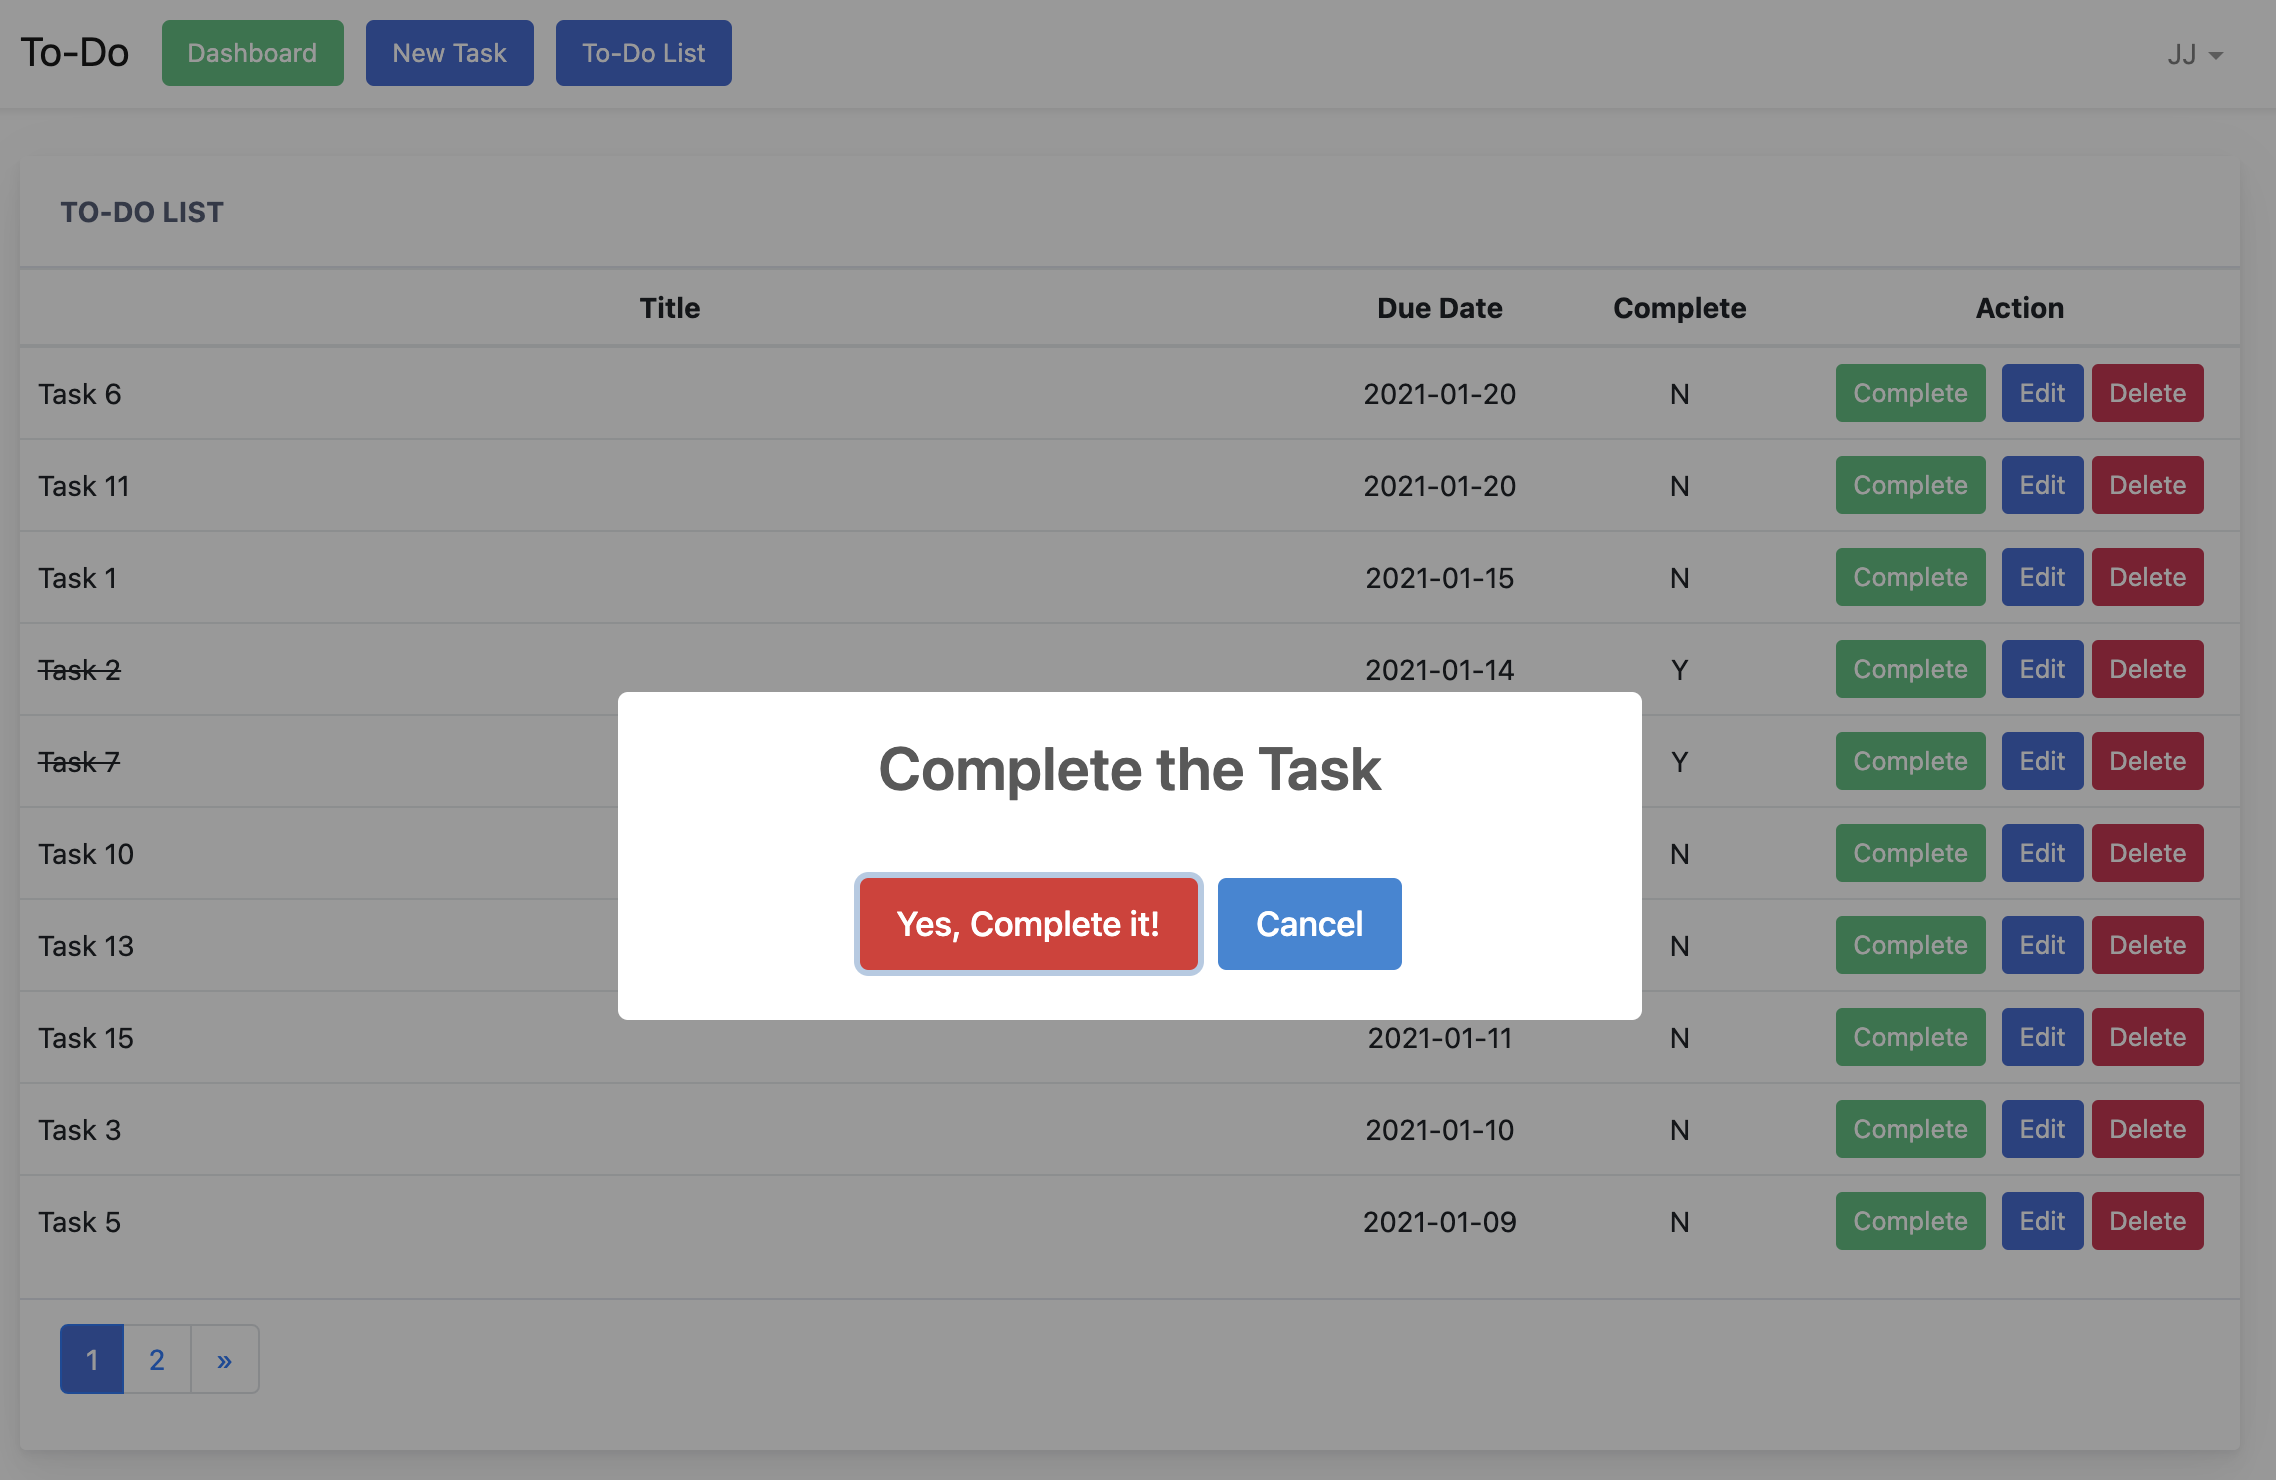 To-Do Dashboard New Task To-Do List JJ
TO-DO LIST
Title Due Date Complete Action
Task 6 2021-01-20 N Complete Edit Delete
Task 11 2021-01-20 N Complete Edit Delete
Task 1 2021-01-15 N Complete Edit Delete
Task 2 2021-01-14 Y Complete Edit Delete
Task 7 Y Complete Edit Delete
Complete the Task
Task 10 N Complete Edit Delete
Yes, Complete it! Cancel
Task 13 N Complete Edit Delete
Task 15 2021-01-11 N Complete Edit Delete
Task 3 2021-01-10 N Complete Edit Delete
Task 5 2021-01-09 N Complete Edit Delete
1 2 »